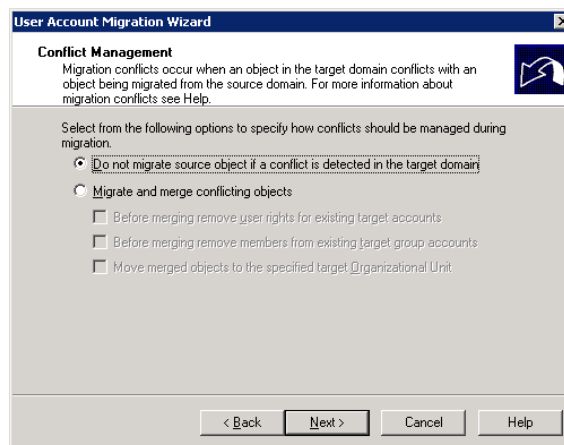 User Account Migration Wizard
Conflict Management
Migration conflicts occur when an object in the target domain conflicts with an
object being migrated from the source domain. For more information about
migration conflicts see Help.
Select from the following options to specify how conflicts should be managed during
migration.
Do not migrate source object if a conflict is detected in the target domain
Migrate and merge conflicting objects
Before merging remove user rights for existing target accounts
Before merging remove members from existing target group accounts
Move merged objects to the specified target Organizational Unit
< Back Next > Cancel Help